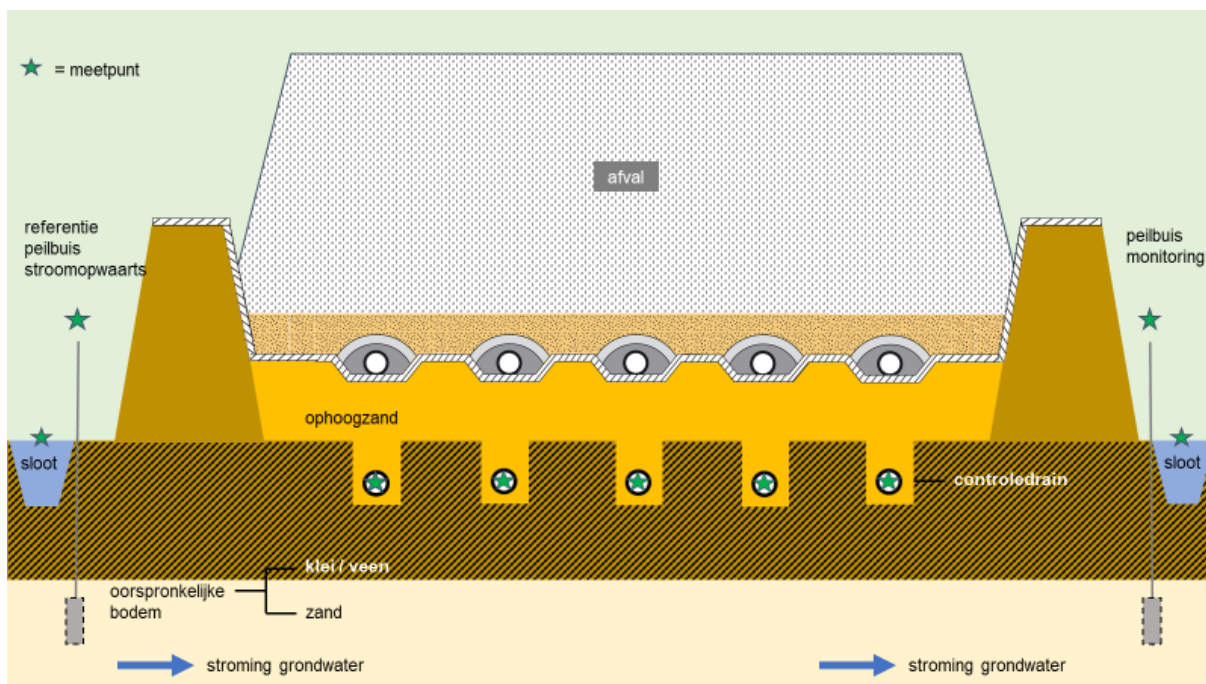 = meetpunt
afval
referentie
peilbuis
stroomopwaarts
peilbuis
monitoring
ophoogzand
sloot
sloot
controledrain
klei / veen
oorspronkelijke
bodem
zand
stroming grondwater
stroming grondwater